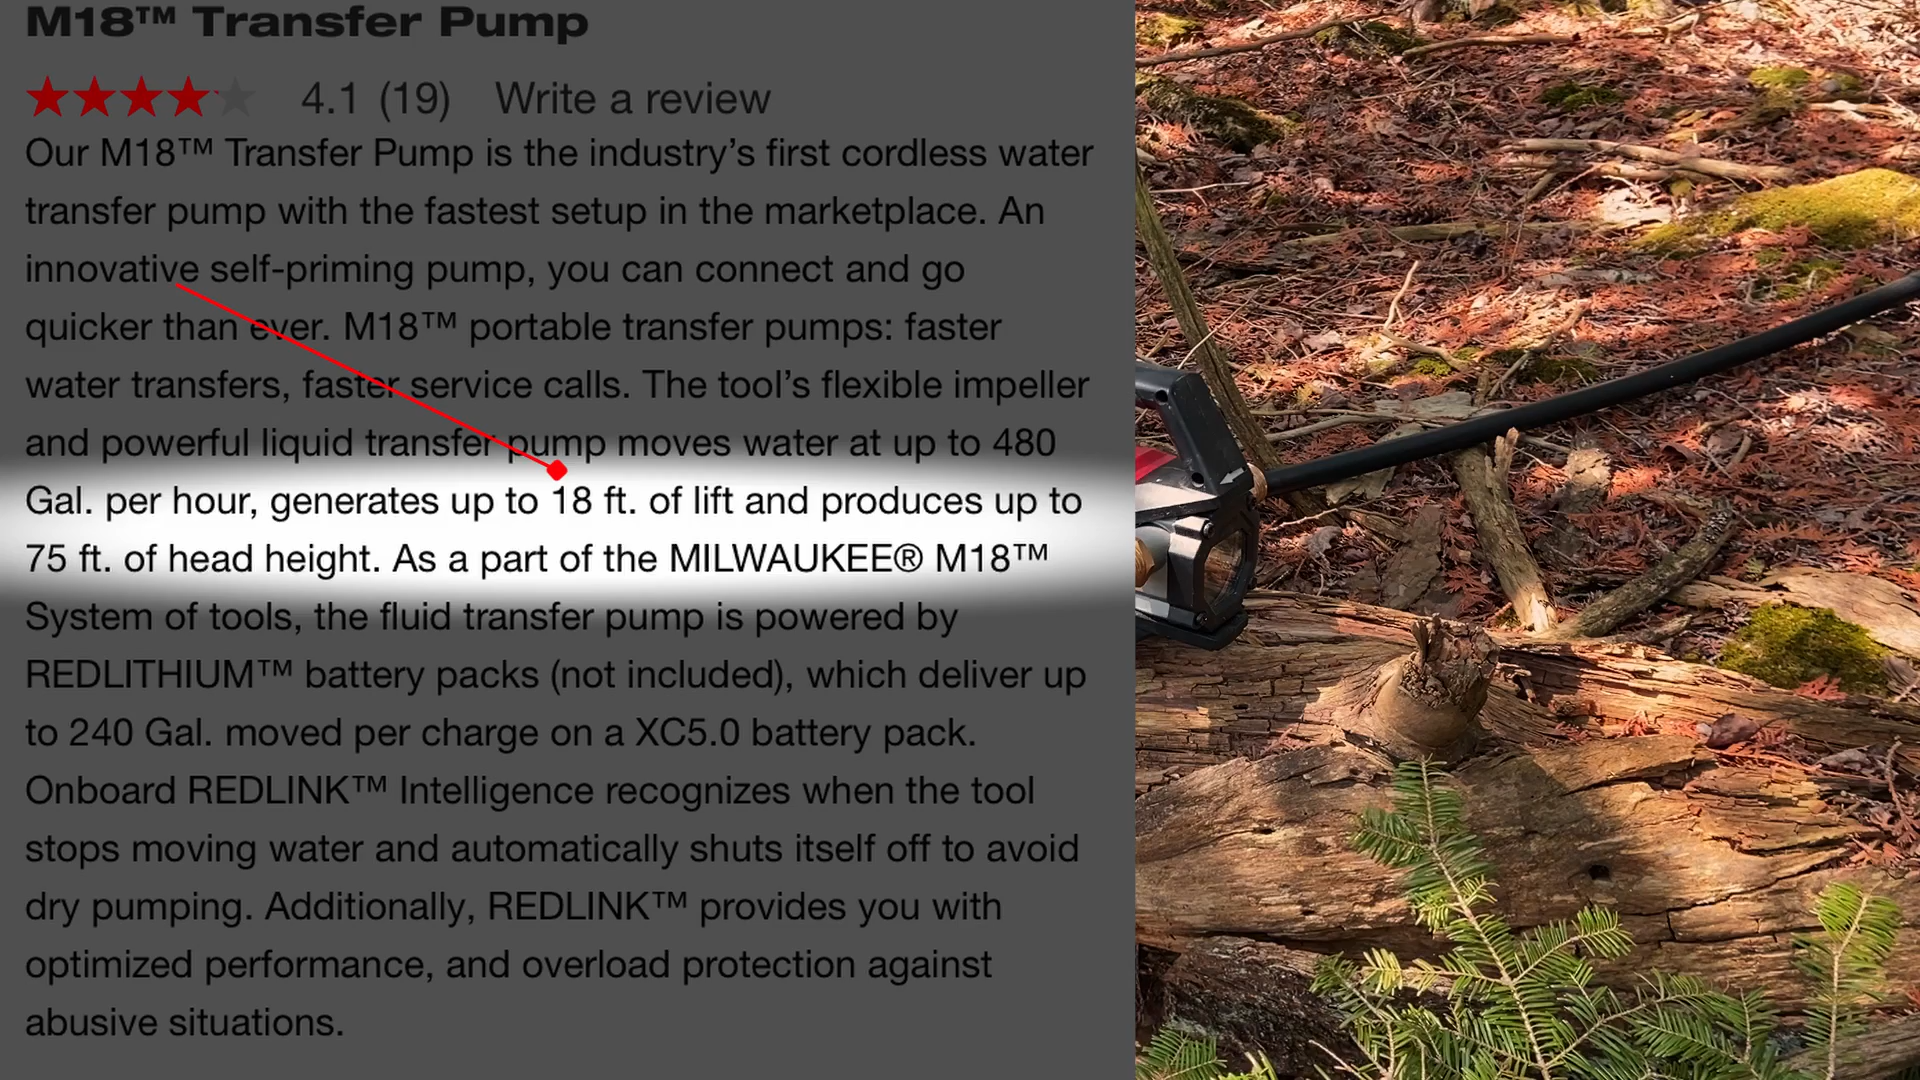 M18™ Transfer Pump
4.1 (19) Write a review
Our M18™ Transfer Pump is the industry’s first cordless water
transfer pump with the fastest setup in the marketplace. An
innovative self-priming pump, you can connect and go
quicker than ever. M18™ portable transfer pumps: faster
water transfers, faster service calls. The tool’s flexible impeller
and powerful liquid transfer pump moves water at up to 480
Gal. per hour, generates up to 18 ft. of lift and produces up to
75 ft. of head height. As a part of the MILWAUKEE® M18™
System of tools, the fluid transfer pump is powered by
REDLITHIUM™ battery packs (not included), which deliver up
to 240 Gal. moved per charge on a XC5.0 battery pack.
Onboard REDLINK™ Intelligence recognizes when the tool
stops moving water and automatically shuts itself off to avoid
dry pumping. Additionally, REDLINK™ provides you with
optimized performance, and overload protection against
abusive situations.